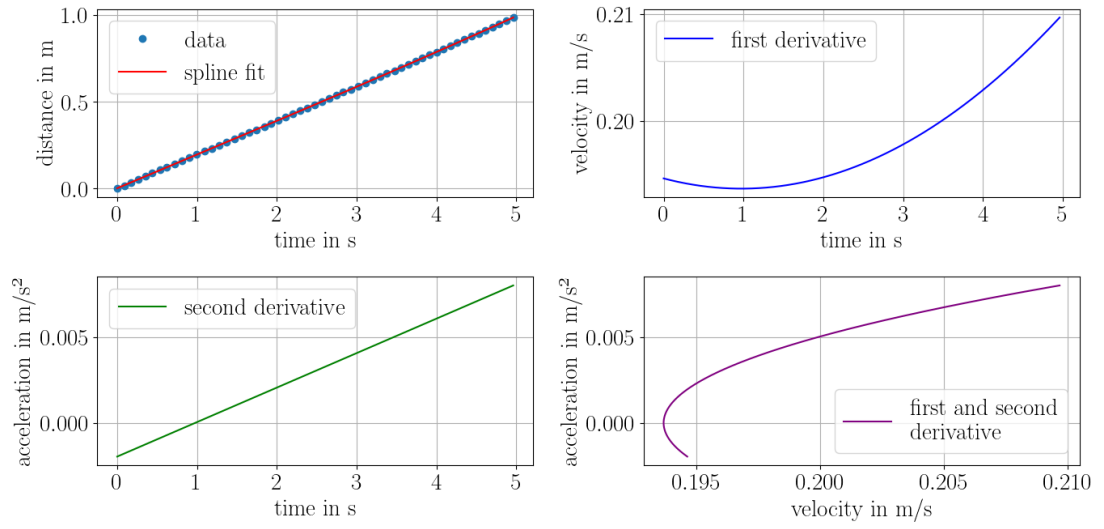 1.0
0.5
0.0
distance in m
data
spline fit
0
1
2
3
4
5
time in s
0.21
0.20
velocity in m/s
first derivative
0
1
2
3
4
5
time in s
0.005
0.000
acceleration in m/s²
second derivative
0
1
2
3
4
5
time in s
0.005
0.000
acceleration in m/s²
first and second
derivative
0.195
0.200
0.205
0.210
velocity in m/s